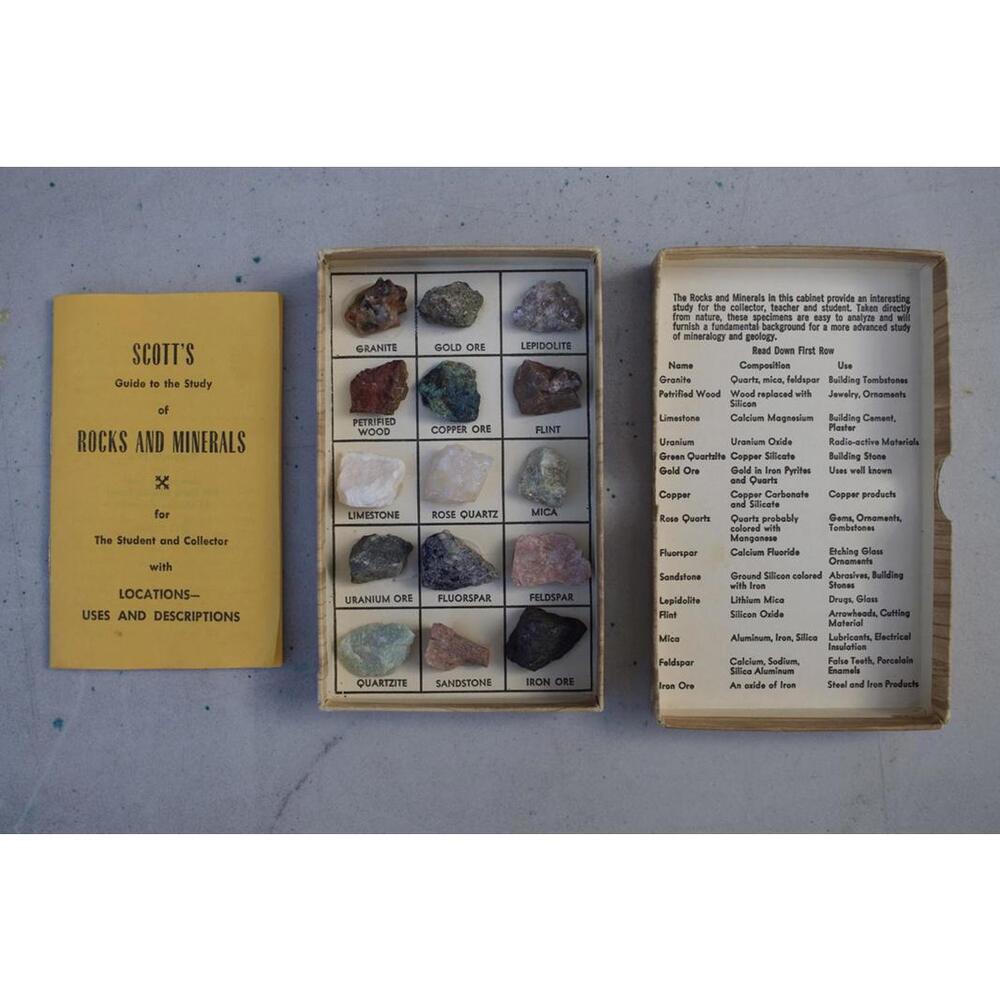 SCOTT'S
Guide to the Study
of
ROCKS AND MINERALS
for
The Student and Collector
with
LOCATIONS—
USES AND DESCRIPTIONS
GRANITE GOLD ORE LEPIDOLITE
PETRIFIED
WOOD COPPER ORE FLINT
LIMESTONE ROSE QUARTZ MICA
URANIUM ORE FLUORSPAR FELDSPAR
QUARTZITE SANDSTONE IRON ORE
The Rocks and Minerals in this cabinet provide an interesting
study for the collector, teacher and student. Taken directly
from nature, these specimens are easy to analyze and will
furnish a fundamental background for a more advanced study
of mineralogy and geology.
Read Down First Row
Name Composition Use
Granite Quartz, mica, feldspar Building Tombstones
Petrified Wood Wood replaced with Jewelry, Ornaments
Silicon
Limestone Calcium Magnesium Building Cement,
Plaster
Uranium Uranium Oxide Radio-active Materials
Green Quartzite Copper Silicate Building Stone
Gold Ore Gold in Iron Pyrites Uses well known
and Quartz
Copper Copper Carbonate Copper products
and Silicate
Rose Quartz Quartz probably Gems, Ornaments,
colored with Tombstones
Manganese
Fluorspar Calcium Fluoride Etching Glass
Ornaments
Sandstone Ground Silicon colored Abrasives, Building
with Iron Stones
Lepidolite Lithium Mica Drugs, Glass
Flint Silicon Oxide Arrowheads, Cutting
Material
Mica Aluminum, Iron, Silica Lubricants, Electrical
Insulation
Feldspar Calcium, Sodium, False Teeth, Porcelain
Silica Aluminum Enamels
Iron Ore An oxide of Iron Steel and Iron Products